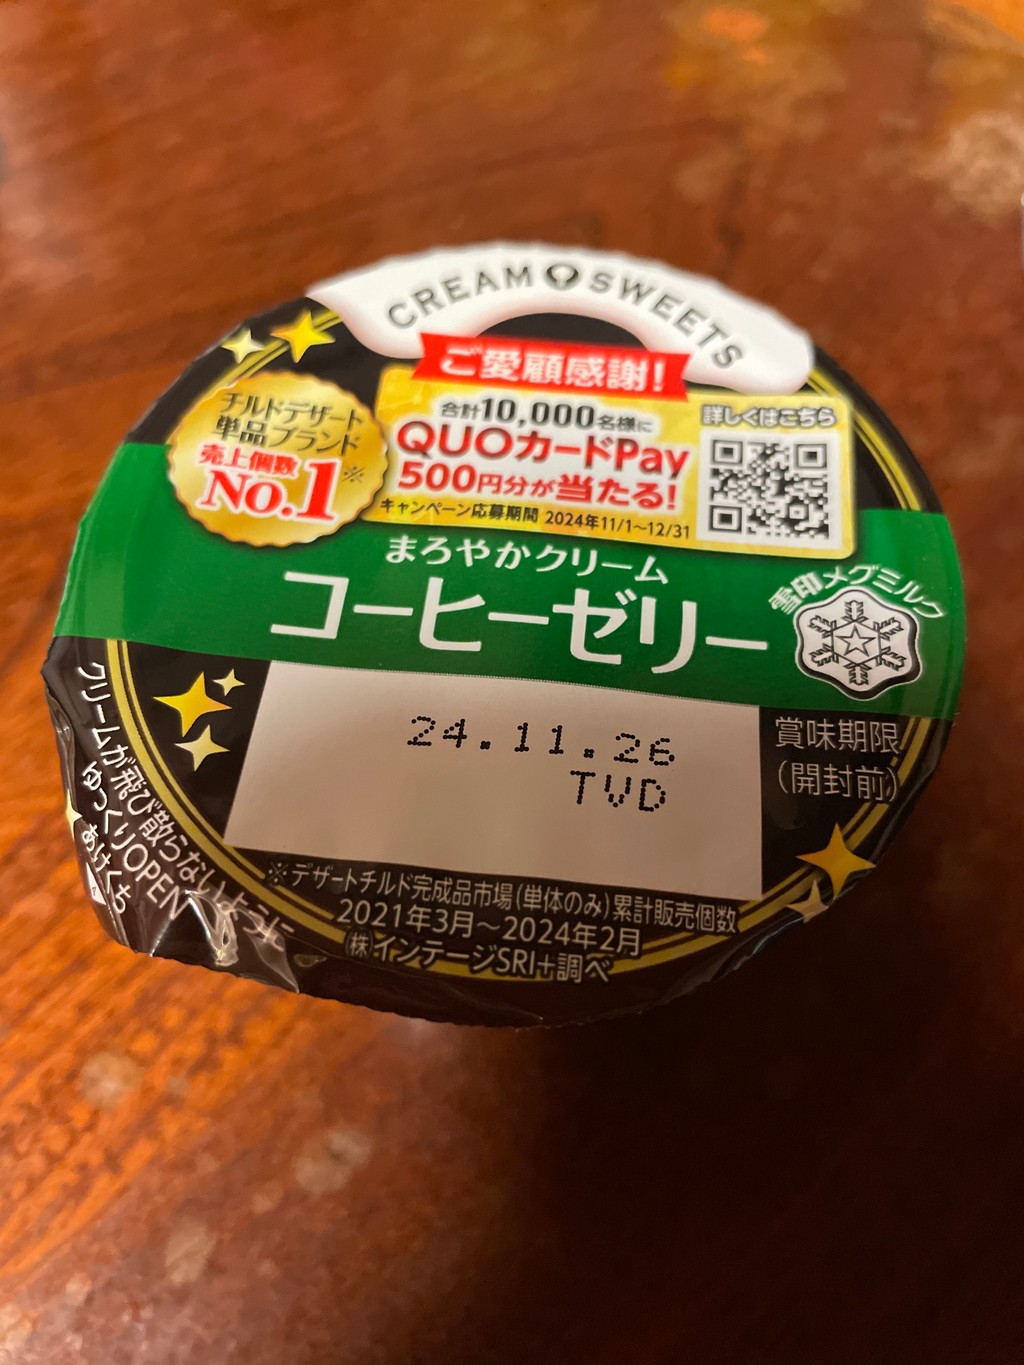 CREAM SWEETS
ご愛顧感謝!
チルドデザート
単品ブランド
売上個数
No.1※
合計10,000名様に
QUOカードPay
500円分が当たる!
キャンペーン応募期間 2024年11/1〜12/31
詳しくはこちら
まろやかクリーム
コーヒーゼリー
雪印メグミルク
24.11.26
TVD
賞味期限
(開封前)
クリームが飛び散らないように
ゆっくりOPEN
あけくち
※デザートチルド完成品市場(単体のみ)累計販売個数
2021年3月〜2024年2月
(株)インテージSRI+調べ